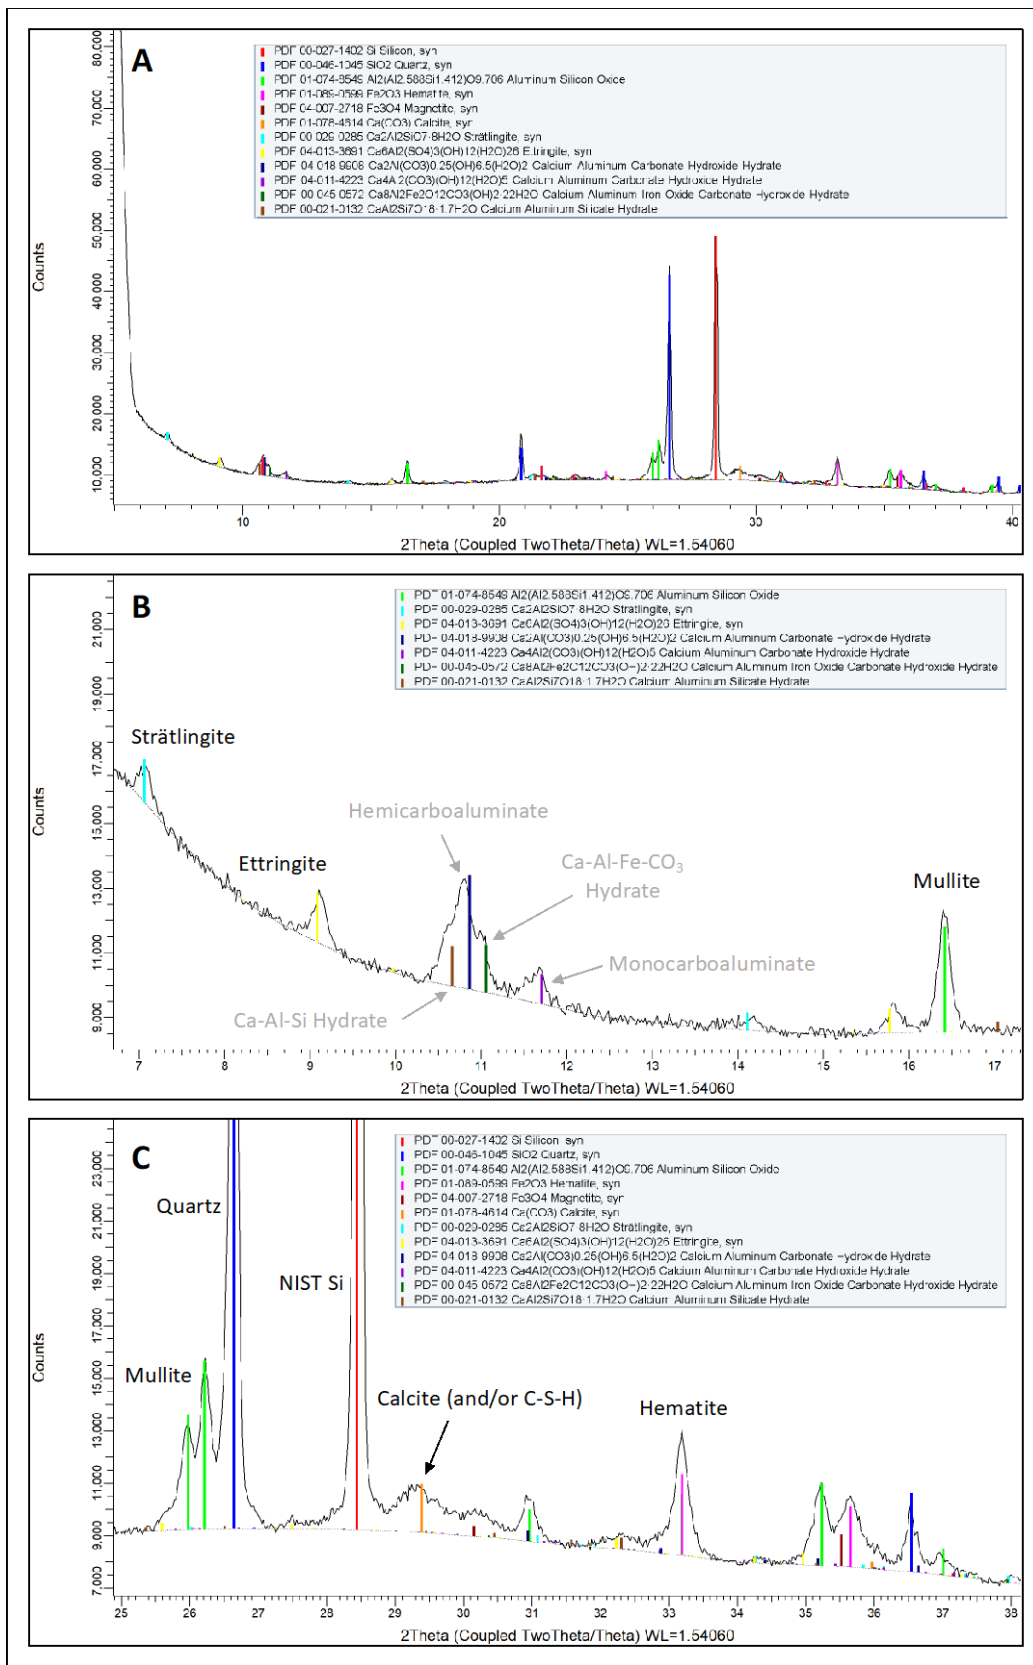 A
PDF 00-027-1402 Si Silicon, syn
PDF 00-046-1045 SiO2 Quartz, syn
PDF 01-074-8549 Al2(Al2.588Si1.412)O9.706 Aluminum Silicon Oxide
PDF 01-089-0599 Fe2O3 Hematite, syn
PDF 04-007-2718 Fe3O4 Magnetite, syn
PDF 01-078-4614 Ca(CO3) Calcite, syn
PDF 00-029-0285 Ca2Al2SiO7·8H2O Strätlingite, syn
PDF 04-013-3691 Ca6Al2(SO4)3(OH)12(H2O)26 Ettringite, syn
PDF 04-018-9908 Ca2Al(CO3)0.25(OH)6.5(H2O)2 Calcium Aluminum Carbonate Hydroxide Hydrate
PDF 04-011-4223 Ca4Al2(CO3)(OH)12(H2O)5 Calcium Aluminum Carbonate Hydroxide Hydrate
PDF 00-045-0572 Ca8Al2Fe2O12CO3(OH)2·22H2O Calcium Aluminum Iron Oxide Carbonate Hydroxide Hydrate
PDF 00-021-0132 CaAl2Si7O18·1.7H2O Calcium Aluminum Silicate Hydrate
Counts
80,000
70,000
60,000
50,000
40,000
30,000
20,000
10,000
10 20 30 40
2Theta (Coupled TwoTheta/Theta) WL=1.54060
B
PDF 01-074-8549 Al2(Al2.588Si1.412)O9.706 Aluminum Silicon Oxide
PDF 00-029-0285 Ca2Al2SiO7·8H2O Strätlingite, syn
PDF 04-013-3691 Ca6Al2(SO4)3(OH)12(H2O)26 Ettringite, syn
PDF 04-018-9908 Ca2Al(CO3)0.25(OH)6.5(H2O)2 Calcium Aluminum Carbonate Hydroxide Hydrate
PDF 04-011-4223 Ca4Al2(CO3)(OH)12(H2O)5 Calcium Aluminum Carbonate Hydroxide Hydrate
PDF 00-045-0572 Ca8Al2Fe2O12CO3(OH)2·22H2O Calcium Aluminum Iron Oxide Carbonate Hydroxide Hydrate
PDF 00-021-0132 CaAl2Si7O18·1.7H2O Calcium Aluminum Silicate Hydrate
Strätlingite
Hemicarboaluminate
Ettringite
Ca-Al-Fe-CO3
Hydrate
Mullite
Monocarboaluminate
Ca-Al-Si Hydrate
Counts
21,000
19,000
17,000
15,000
13,000
11,000
9,000
7 8 9 10 11 12 13 14 15 16 17
2Theta (Coupled TwoTheta/Theta) WL=1.54060
C
PDF 00-027-1402 Si Silicon, syn
PDF 00-046-1045 SiO2 Quartz, syn
PDF 01-074-8549 Al2(Al2.588Si1.412)O9.706 Aluminum Silicon Oxide
PDF 01-089-0599 Fe2O3 Hematite, syn
PDF 04-007-2718 Fe3O4 Magnetite, syn
PDF 01-078-4614 Ca(CO3) Calcite, syn
PDF 00-029-0285 Ca2Al2SiO7·8H2O Strätlingite, syn
PDF 04-013-3691 Ca6Al2(SO4)3(OH)12(H2O)26 Ettringite, syn
PDF 04-018-9908 Ca2Al(CO3)0.25(OH)6.5(H2O)2 Calcium Aluminum Carbonate Hydroxide Hydrate
PDF 04-011-4223 Ca4Al2(CO3)(OH)12(H2O)5 Calcium Aluminum Carbonate Hydroxide Hydrate
PDF 00-045-0572 Ca8Al2Fe2O12CO3(OH)2·22H2O Calcium Aluminum Iron Oxide Carbonate Hydroxide Hydrate
PDF 00-021-0132 CaAl2Si7O18·1.7H2O Calcium Aluminum Silicate Hydrate
Quartz
NIST Si
Mullite
Calcite (and/or C-S-H)
Hematite
Counts
23,000
21,000
19,000
17,000
15,000
13,000
11,000
9,000
7,000
25 26 27 28 29 30 31 32 33 34 35 36 37 38
2Theta (Coupled TwoTheta/Theta) WL=1.54060